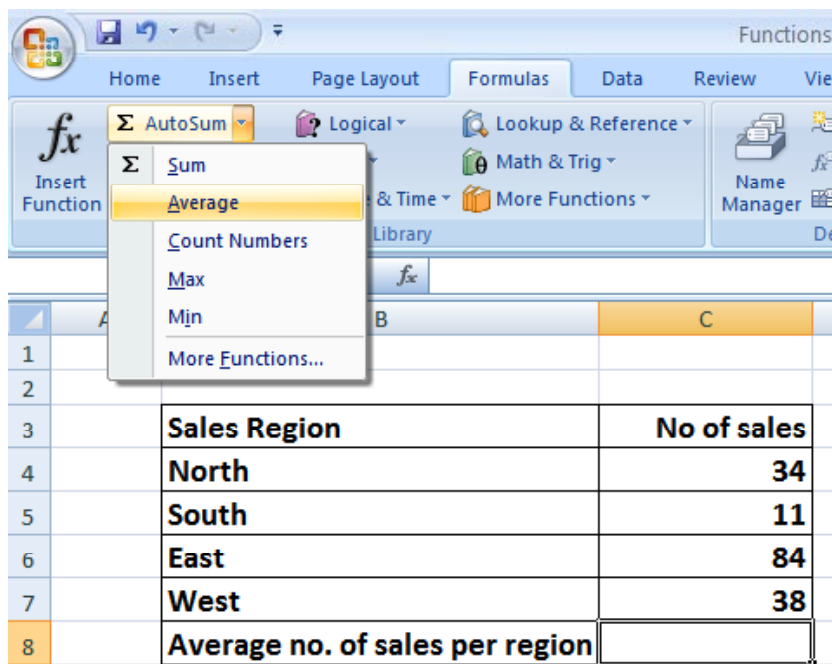 Functions
Home Insert Page Layout Formulas Data Review Vie
fx Insert Function
Σ AutoSum
Logical
Lookup & Reference
Σ Sum
Math & Trig
Average
& Time
More Functions
Name Manager
Count Numbers
Library
De
Max
fx
Min
More Functions...
A B C
1
2
3 Sales Region No of sales
4 North 34
5 South 11
6 East 84
7 West 38
8 Average no. of sales per region